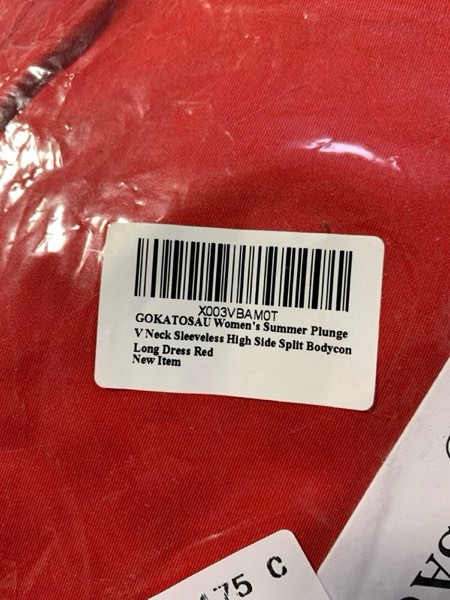 X003VBAM0T
GOKATOSAU Women's Summer Plunge
V Neck Sleeveless High Side Split Bodycon
Long Dress Red
New Item
175 C